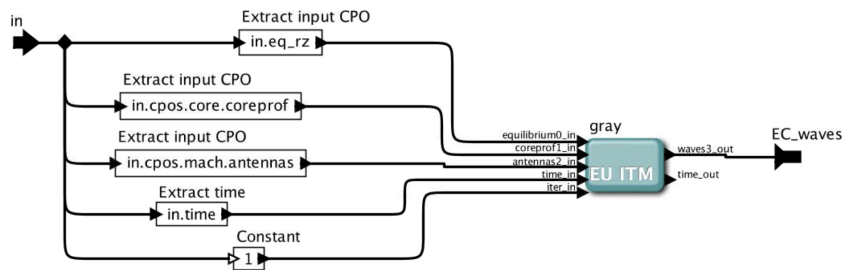 in
Extract input CPO
in.eq_rz
Extract input CPO
in.cpos.core.coreprof
Extract input CPO
in.cpos.mach.antennas
Extract time
in.time
Constant
1
gray
equilibrium0_in
coreprof1_in
antennas2_in
time_in
iter_in
EU ITM
waves3_out
time_out
EC_waves